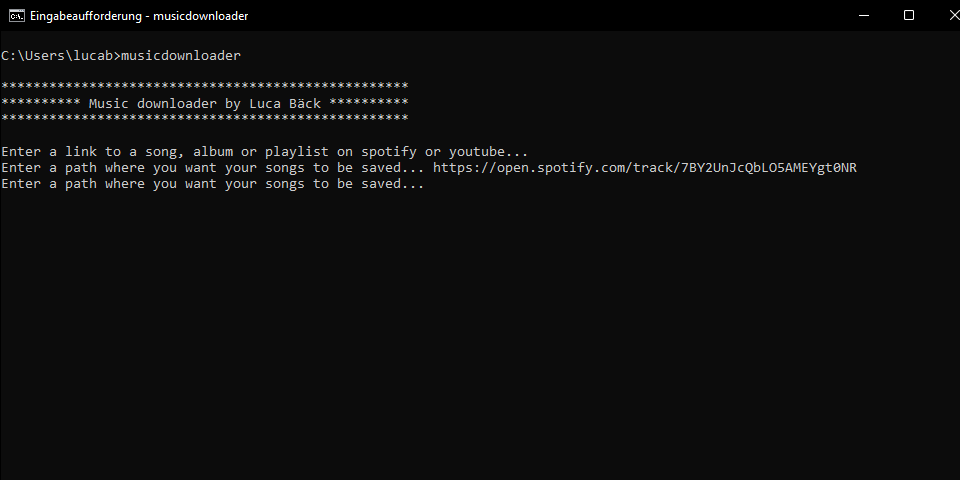 Eingabeaufforderung - musicdownloader
C:\Users\lucab>musicdownloader
***************************************************
********** Music downloader by Luca Bäck **********
***************************************************
Enter a link to a song, album or playlist on spotify or youtube...
Enter a path where you want your songs to be saved... https://open.spotify.com/track/7BY2UnJcQbLO5AMEYgt0NR
Enter a path where you want your songs to be saved...